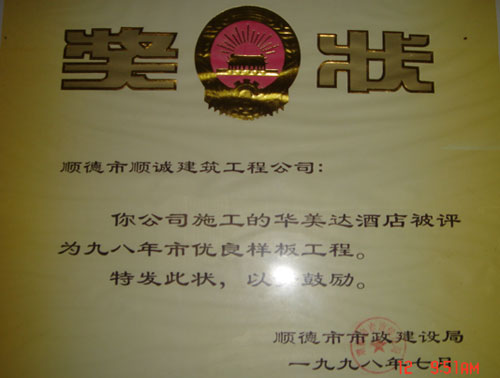 奖状
顺德市顺诚建筑工程公司：
你公司施工的华美达酒店被评
为九八年市优良样板工程。
特发此状，以 鼓励。
顺德市市政建设局
一九九八年七月
12 9:51AM